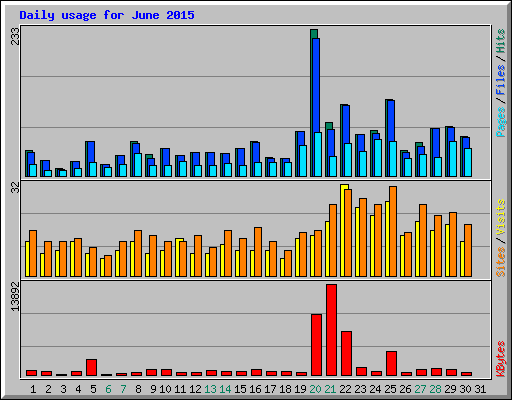 Daily usage for June 2015
233
Pages / Files / Hits
32
Sites / Visits
13892
KBytes
1 2 3 4 5 6 7 8 9 10 11 12 13 14 15 16 17 18 19 20 21 22 23 24 25 26 27 28 29 30 31